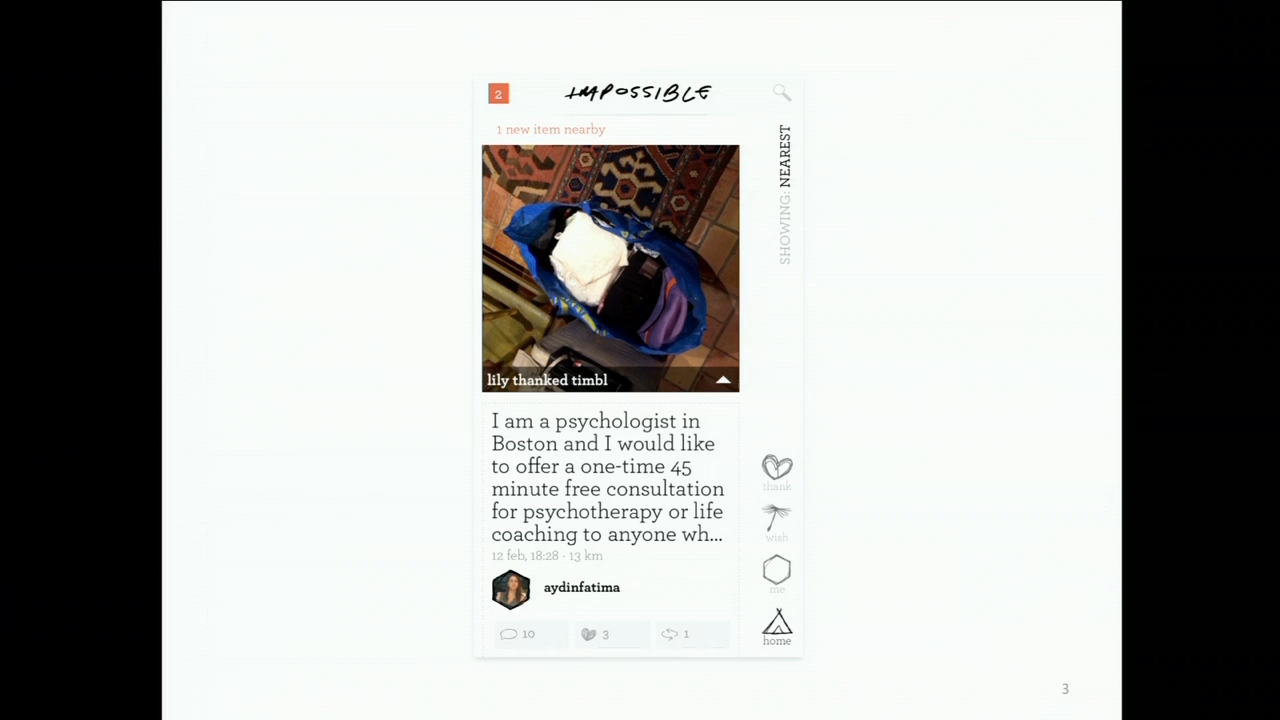 2
IMPOSSIBLE
1 new item nearby
SHOWING: NEAREST
lily thanked timbl
I am a psychologist in
Boston and I would like
to offer a one-time 45
minute free consultation
for psychotherapy or life
coaching to anyone wh...
12 feb, 18:28 · 13 km
aydinfatima
10
3
1
thank
wish
me
home
3